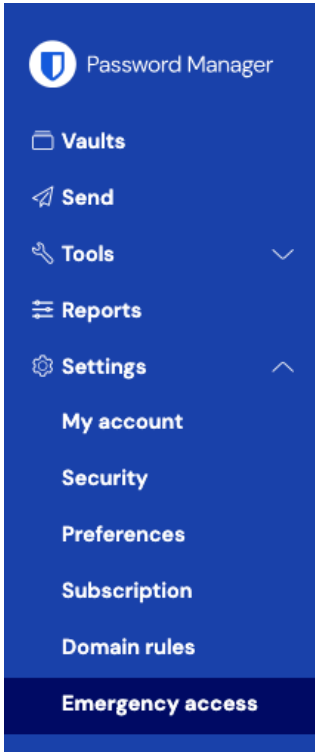 Password Manager
Vaults
Send
Tools
Reports
Settings
My account
Security
Preferences
Subscription
Domain rules
Emergency access